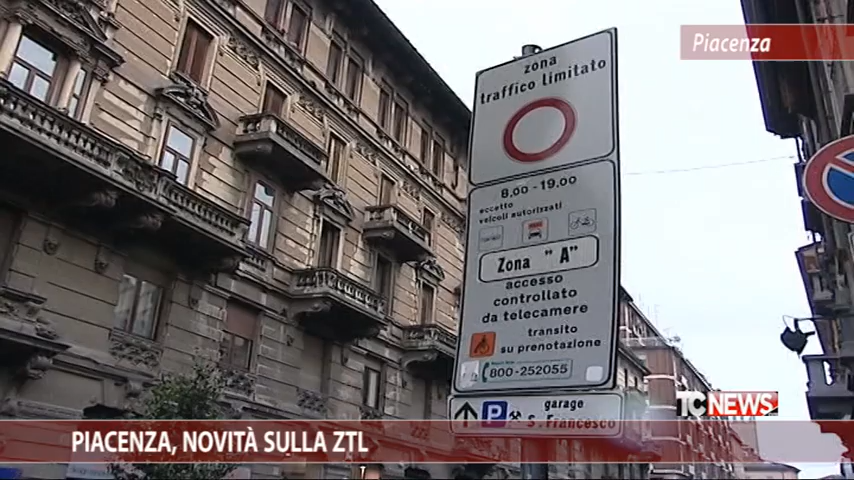 Piacenza
zona
traffico limitato
8.00 - 19.00
eccetto
veicoli autorizzati
Zona " A"
accesso
controllato
da telecamere
transito
su prenotazione
800-252055
P garage
S. Francesco
TC NEWS
PIACENZA, NOVITÀ SULLA ZTL